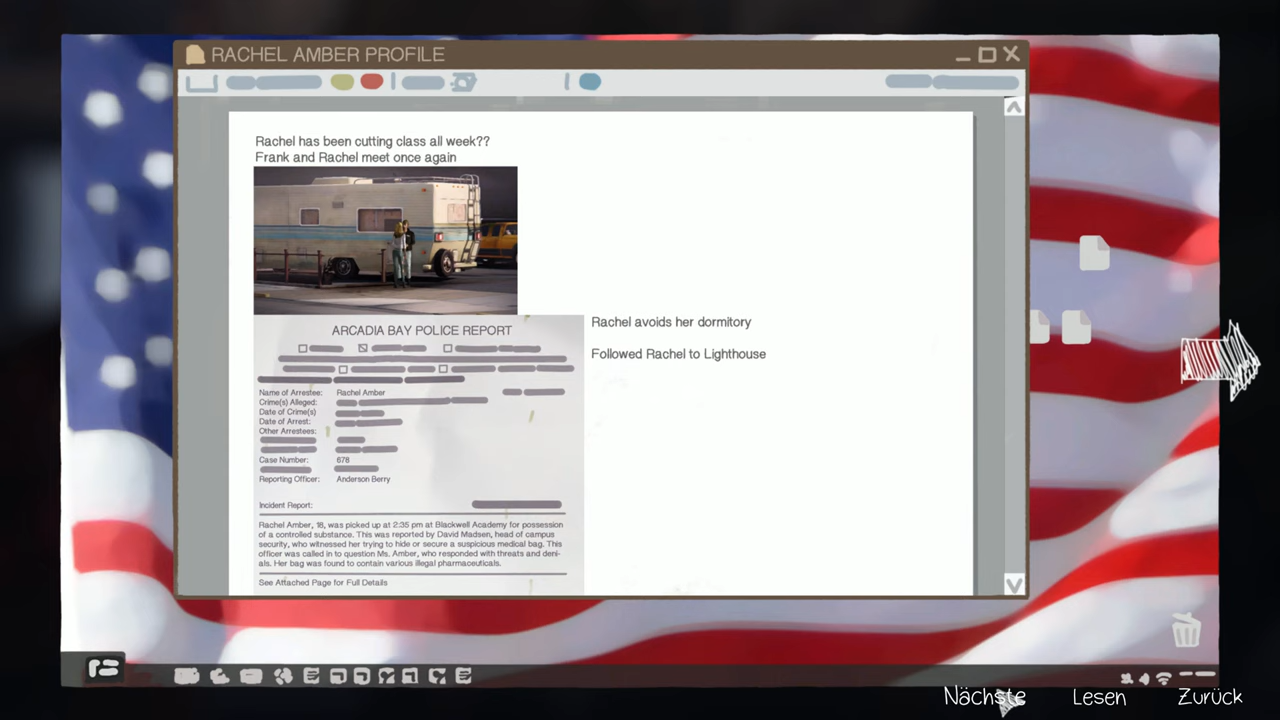 RACHEL AMBER PROFILE
Rachel has been cutting class all week??
Frank and Rachel meet once again
ARCADIA BAY POLICE REPORT
Name of Arrestee: Rachel Amber
Crime(s) Alleged:
Date of Crime(s)
Date of Arrest:
Other Arrestees:
Case Number: 678
Reporting Officer: Anderson Berry
Incident Report:
Rachel Amber, 18, was picked up at 2:35 pm at Blackwell Academy for possession
of a controlled substance. This was reported by David Madsen, head of campus
security, who witnessed her trying to hide or secure a suspicious medical bag. This
officer was called in to question Ms. Amber, who responded with threats and deni-
als. Her bag was found to contain various illegal pharmaceuticals.
See Attached Page for Full Details
Rachel avoids her dormitory
Followed Rachel to Lighthouse
Nächste Lesen Zurück